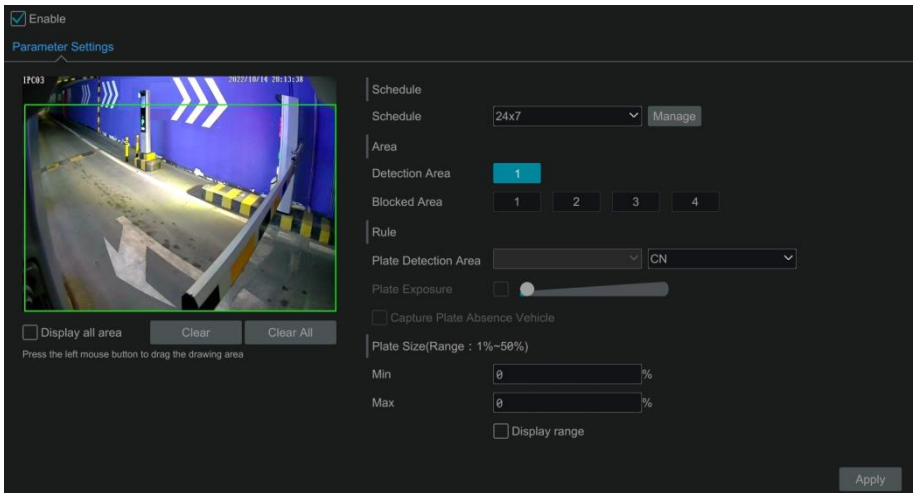 Enable
Parameter Settings
IPC03 2022/10/14 20:13:38
Display all area Clear Clear All
Press the left mouse button to drag the drawing area
Schedule
Schedule 24x7 Manage
Area
Detection Area 1
Blocked Area 1 2 3 4
Rule
Plate Detection Area CN
Plate Exposure
Capture Plate Absence Vehicle
Plate Size(Range : 1%~50%)
Min 0 %
Max 0 %
Display range
Apply